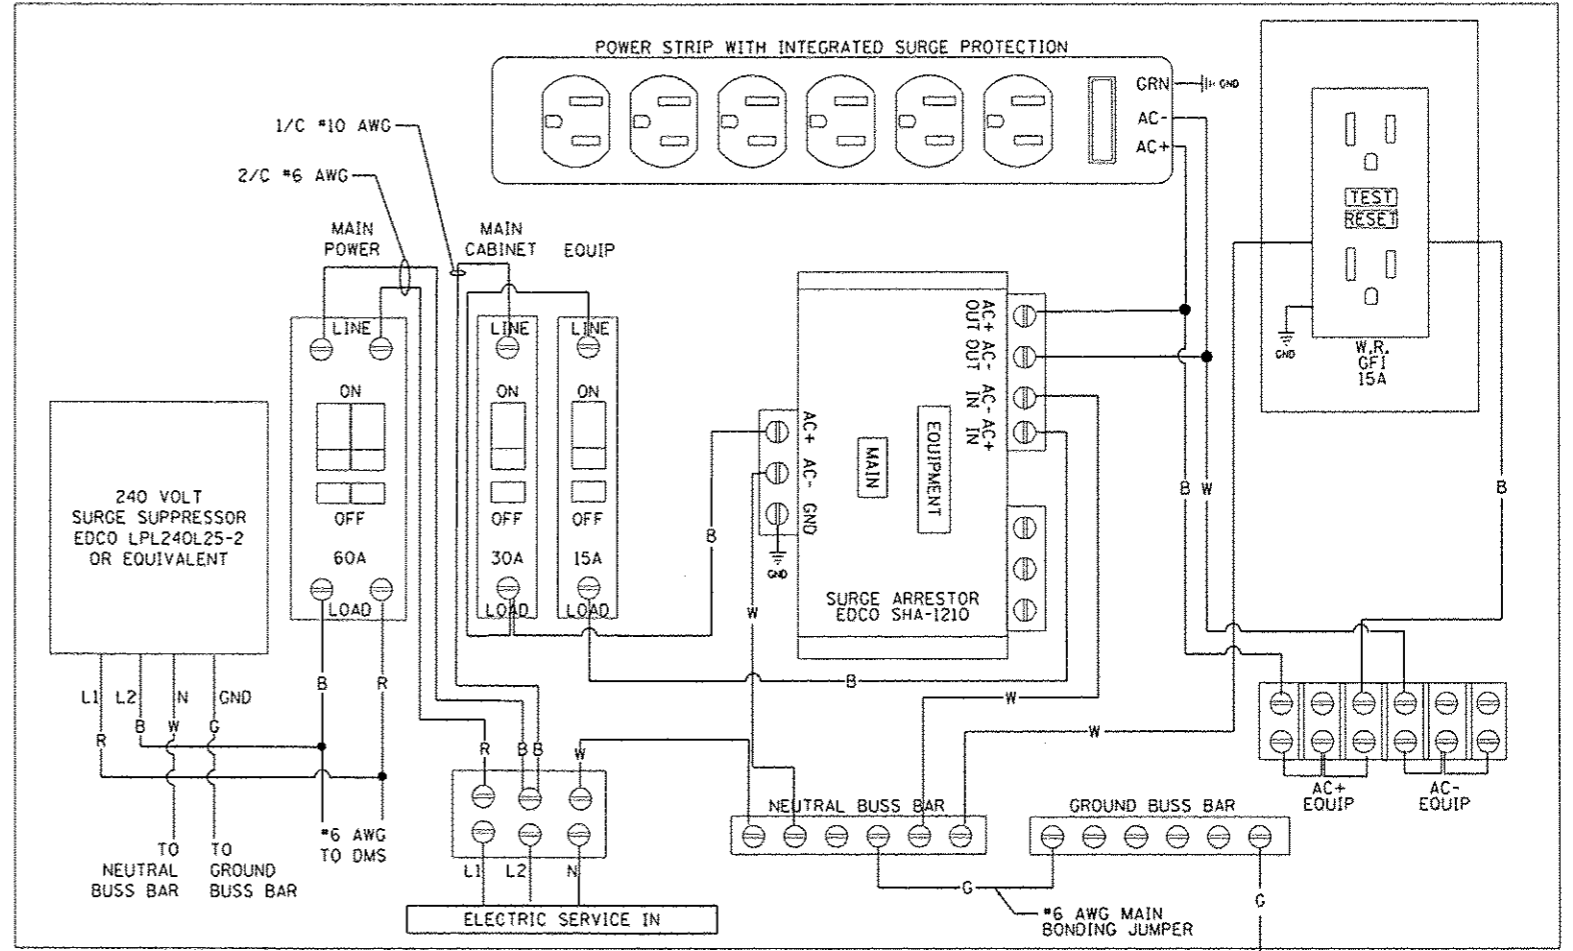 POWER STRIP WITH INTEGRATED SURGE PROTECTION
GRN
GND
AC-
AC+
1/C #10 AWG
2/C #6 AWG
MAIN
POWER
MAIN
CABINET
EQUIP
TEST
RESET
GND
W.R.
GFI
15A
LINE
LINE
LINE
ON
ON
ON
OFF
OFF
OFF
60A
30A
15A
LOAD
LOAD
LOAD
240 VOLT
SURGE SUPPRESSOR
EDCO LPL240L25-2
OR EQUIVALENT
AC+
OUT
AC-
OUT
AC-
IN
AC+
IN
AC+
AC-
GND
GND
MAIN
EQUIPMENT
SURGE ARRESTOR
EDCO SHA-1210
B
W
B
W
B
B
W
W
L1
L2
N
GND
R
B
W
G
B
R
R
B
B
W
TO
NEUTRAL
BUSS BAR
TO
GROUND
BUSS BAR
#6 AWG
TO DMS
L1
L2
N
ELECTRIC SERVICE IN
NEUTRAL BUSS BAR
GROUND BUSS BAR
AC+
EQUIP
AC-
EQUIP
G
G
#6 AWG MAIN
BONDING JUMPER